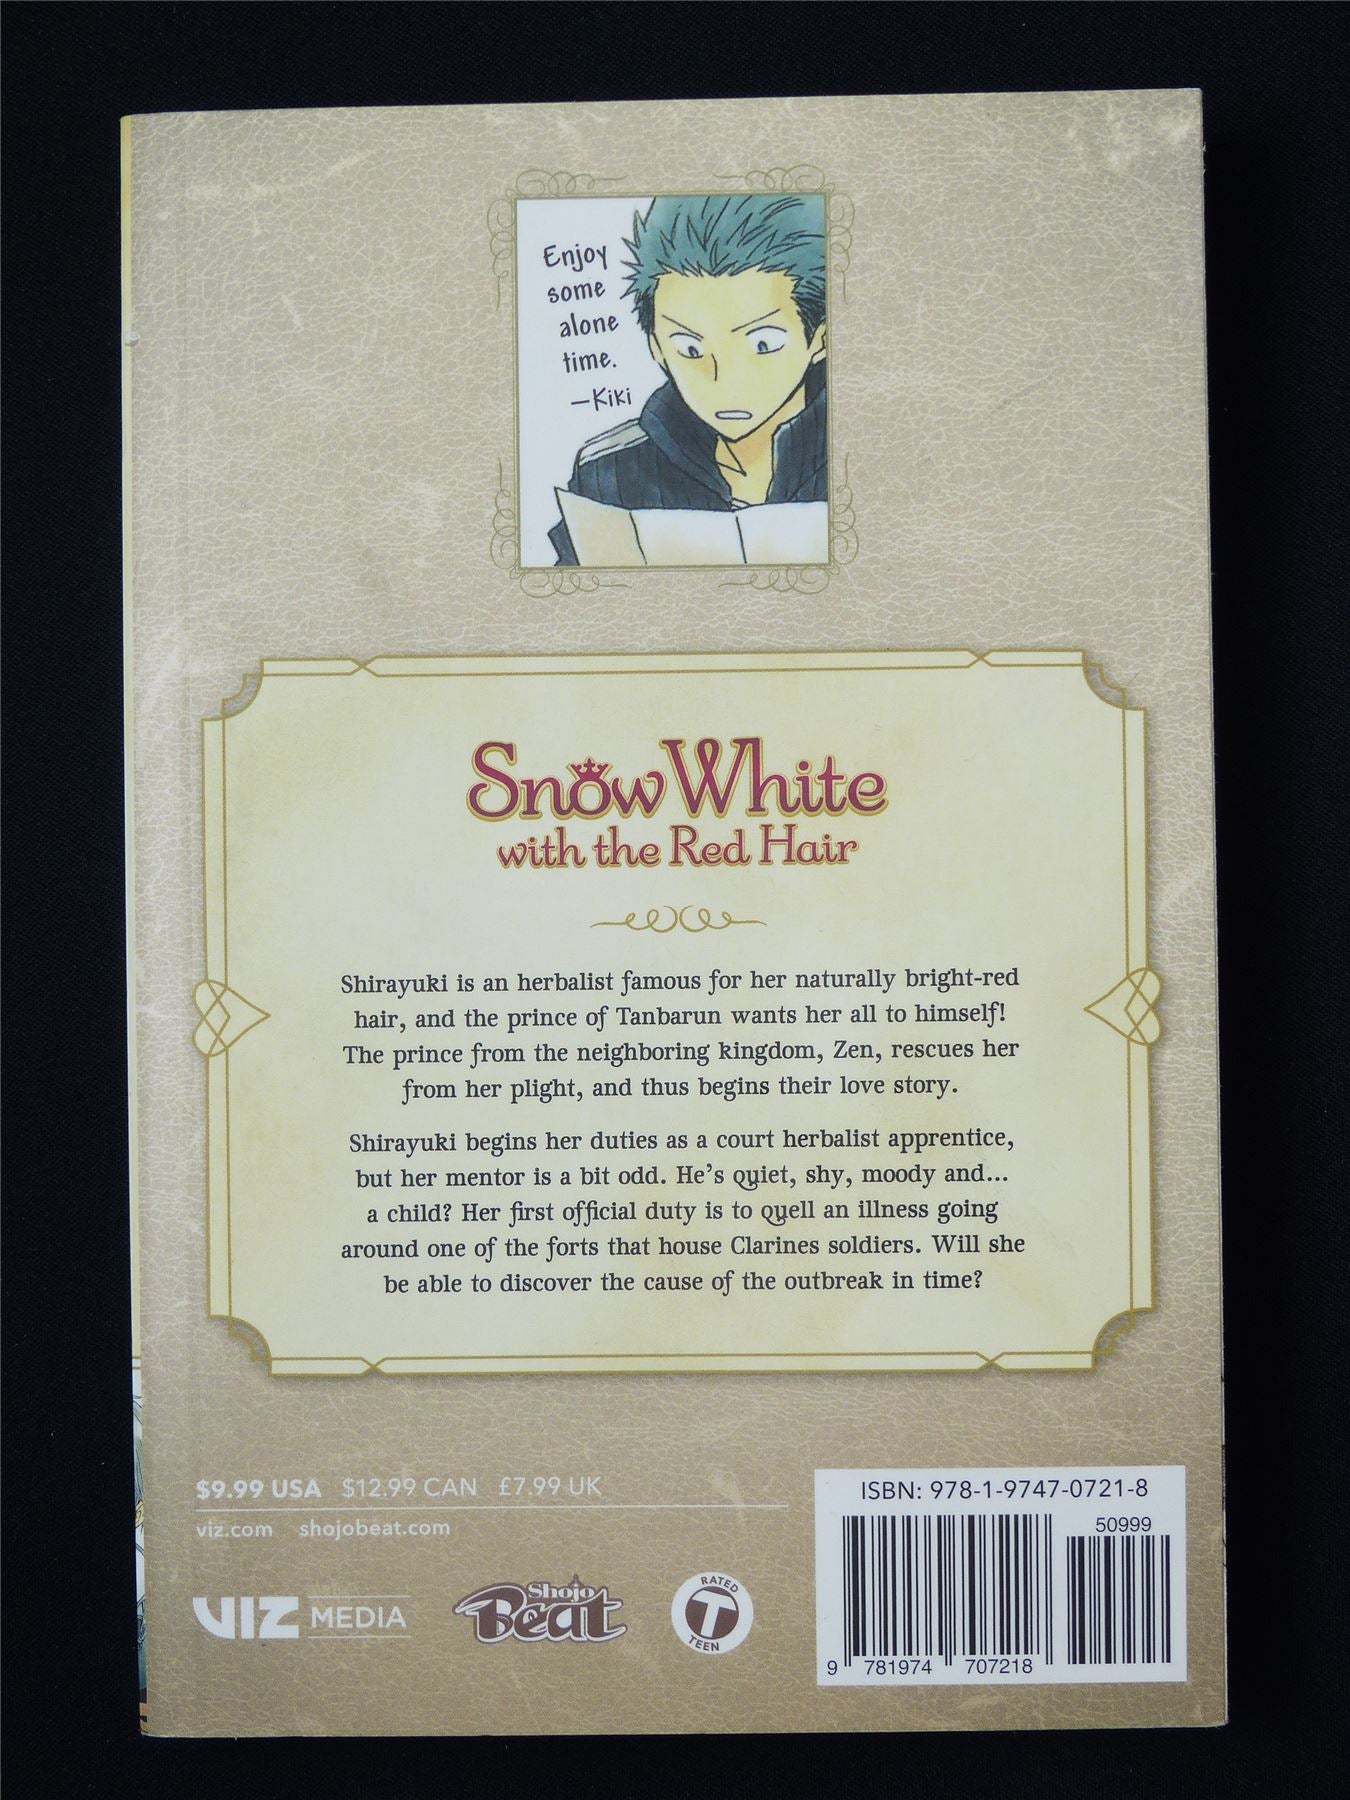 Enjoy
some
alone
time.
—Kiki
Snow White
with the Red Hair
Shirayuki is an herbalist famous for her naturally bright-red
hair, and the prince of Tanbarun wants her all to himself!
The prince from the neighboring kingdom, Zen, rescues her
from her plight, and thus begins their love story.
Shirayuki begins her duties as a court herbalist apprentice,
but her mentor is a bit odd. He's quiet, shy, moody and...
a child? Her first official duty is to quell an illness going
around one of the forts that house Clarines soldiers. Will she
be able to discover the cause of the outbreak in time?
$9.99 USA $12.99 CAN £7.99 UK
viz.com shojobeat.com
VIZ MEDIA
Shojo
Beat
RATED
T
TEEN
ISBN: 978-1-9747-0721-8
50999
9 781974 707218